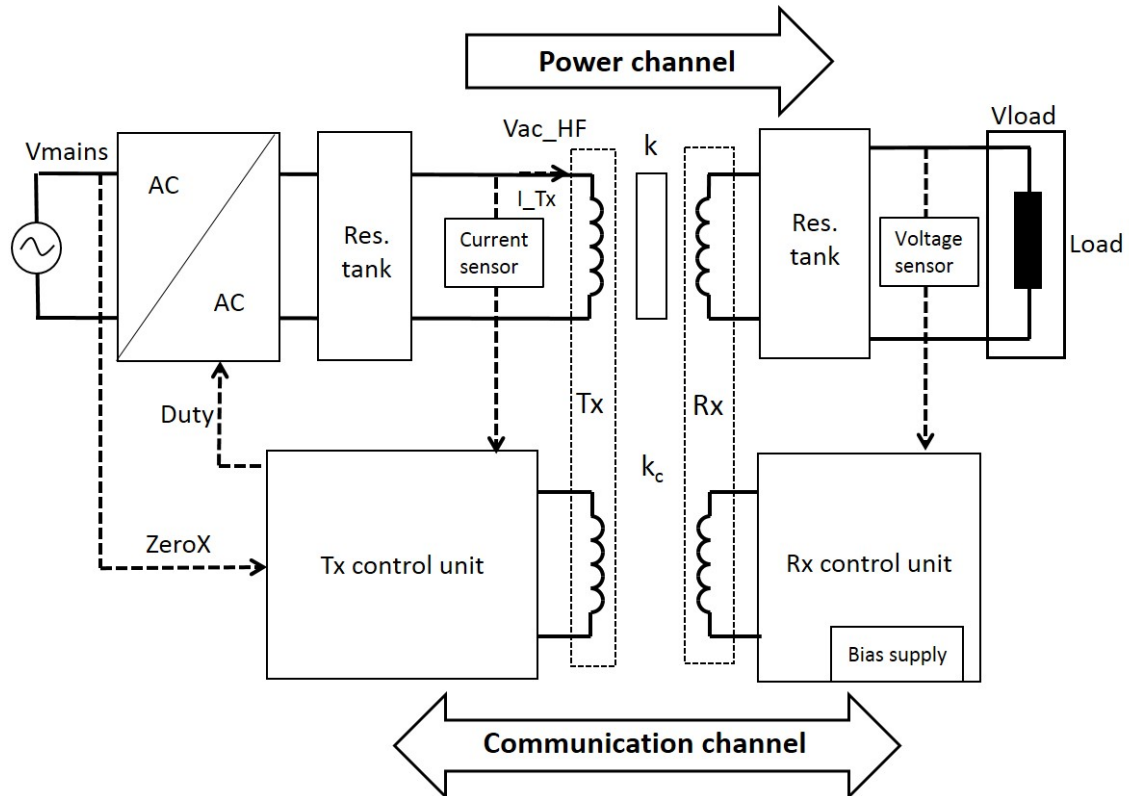 Power channel
Vmains
AC
AC
Res.
tank
Vac_HF
I_Tx
Current
sensor
k
Res.
tank
Vload
Voltage
sensor
Load
Duty
Tx
Rx
ZeroX
Tx control unit
kc
Rx control unit
Bias supply
Communication channel